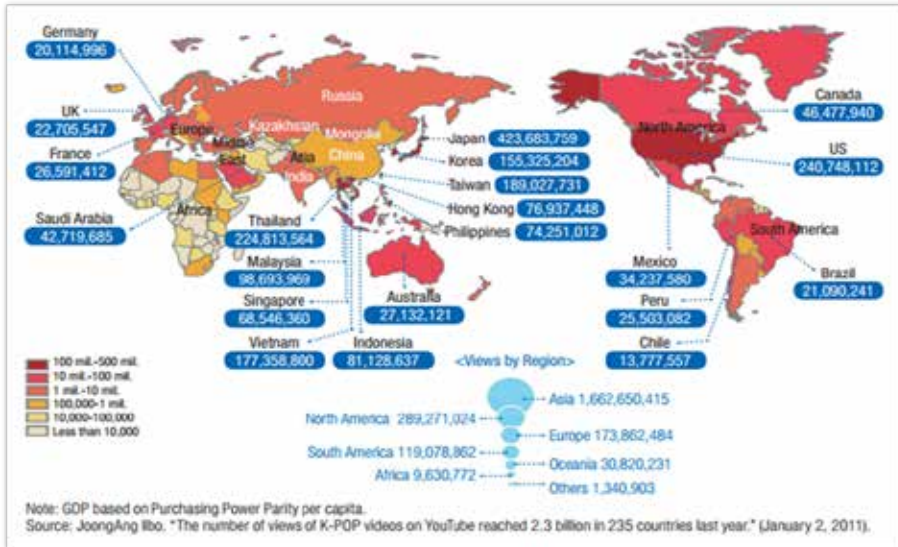 Germany
20,114,996
UK
22,705,547
France
26,591,412
Saudi Arabia
42,719,685
Europe
Middle
East
Africa
Russia
Kazakhstan
Mongolia
China
India
Asia
Japan 423,683,759
Korea 155,325,204
Taiwan 189,027,731
Hong Kong 76,937,448
Philippines 74,251,012
Thailand
224,813,564
Malaysia
98,693,969
Singapore
68,546,360
Vietnam
177,358,800
Indonesia
81,128,637
Australia
27,132,121
Canada
46,477,940
North America
US
240,748,112
South America
Mexico
34,237,580
Brazil
21,090,241
Peru
25,503,082
Chile
13,777,557
100 mil.-500 mil.
10 mil.-100 mil.
1 mil.-10 mil.
100,000-1 mil.
10,000-100,000
Less than 10,000
<Views by Region>
Asia 1,662,650,415
North America 289,271,024
Europe 173,862,484
South America 119,078,862
Oceania 30,820,231
Africa 9,630,772
Others 1,340,903
Note: GDP based on Purchasing Power Parity per capita.
Source: JoongAng Ilbo. "The number of views of K-POP videos on YouTube reached 2.3 billion in 235 countries last year." (January 2, 2011).